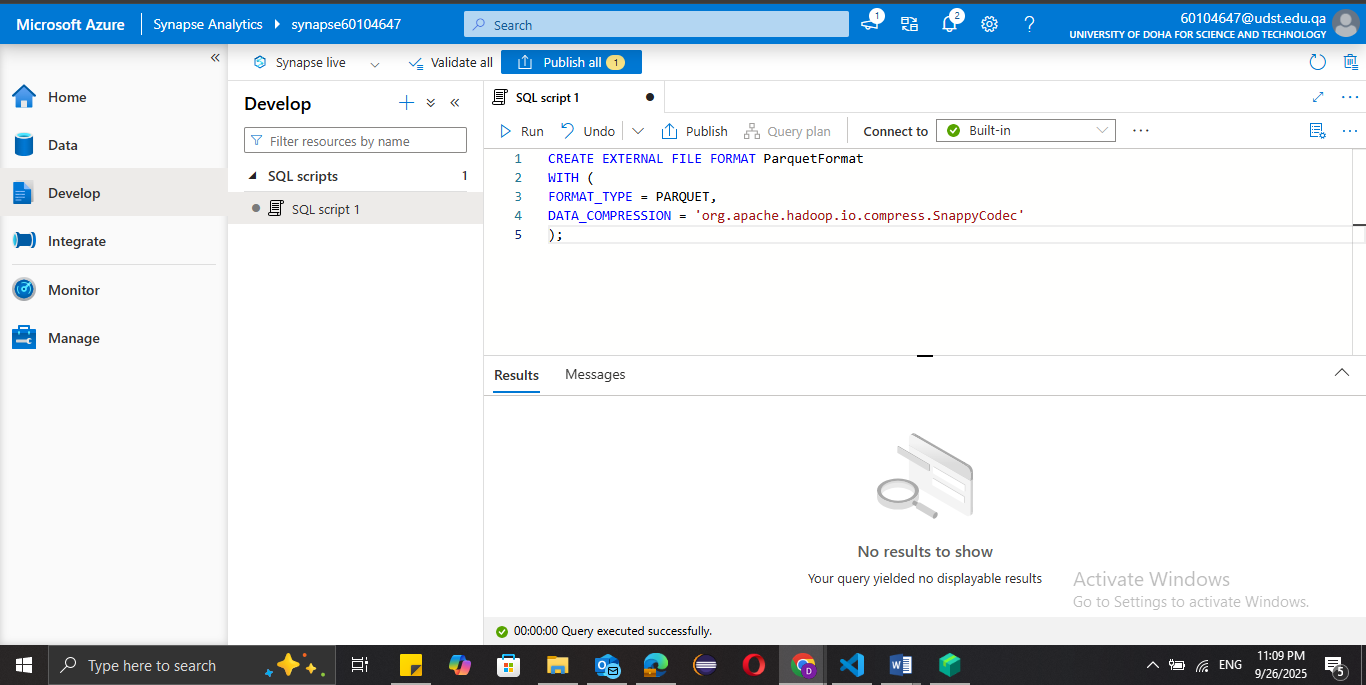 Microsoft Azure
Synapse Analytics
synapse60104647
Search
1
2
60104647@udst.edu.qa
UNIVERSITY OF DOHA FOR SCIENCE AND TECHNOLOGY
Home
Data
Develop
Integrate
Monitor
Manage
Synapse live
Validate all
Publish all 1
Develop
Filter resources by name
SQL scripts 1
SQL script 1
SQL script 1
Run
Undo
Publish
Query plan
Connect to
Built-in
1 CREATE EXTERNAL FILE FORMAT ParquetFormat
2 WITH (
3 FORMAT_TYPE = PARQUET,
4 DATA_COMPRESSION = 'org.apache.hadoop.io.compress.SnappyCodec'
5 );
Results Messages
No results to show
Your query yielded no displayable results
Activate Windows
Go to Settings to activate Windows.
00:00:00 Query executed successfully.
Type here to search
ENG
11:09 PM
9/26/2025
5